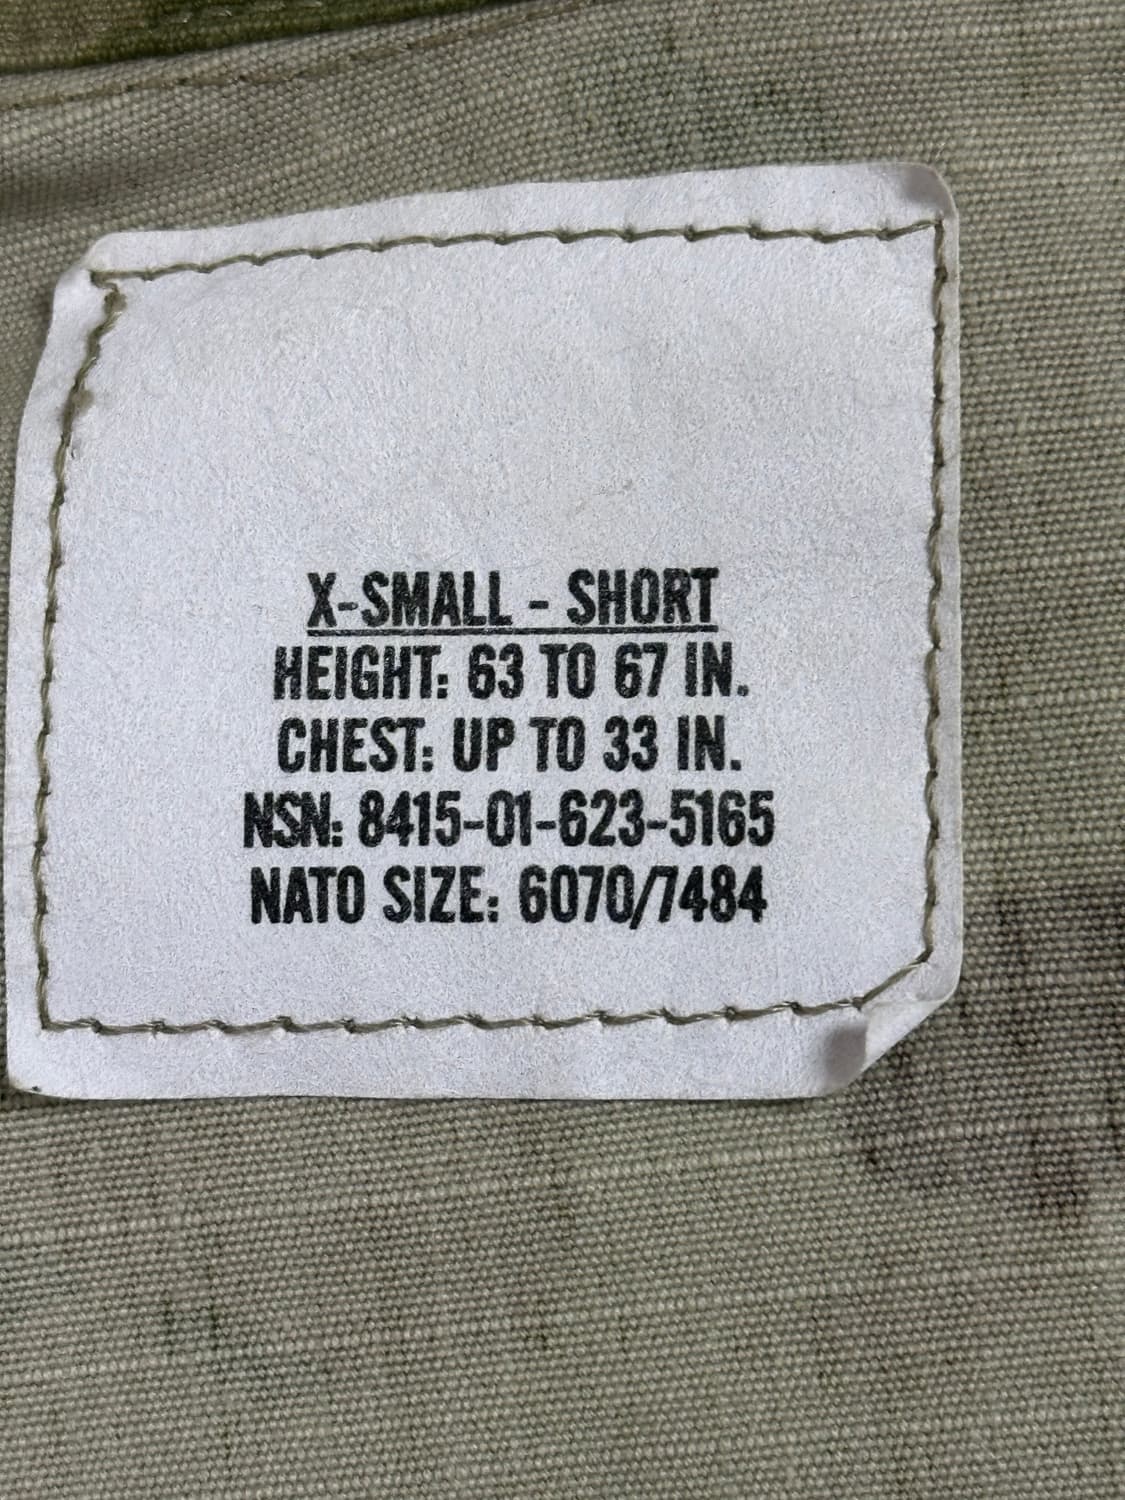 X-SMALL - SHORT
HEIGHT: 63 TO 67 IN.
CHEST: UP TO 33 IN.
NSN: 8415-01-623-5165
NATO SIZE: 6070/7484